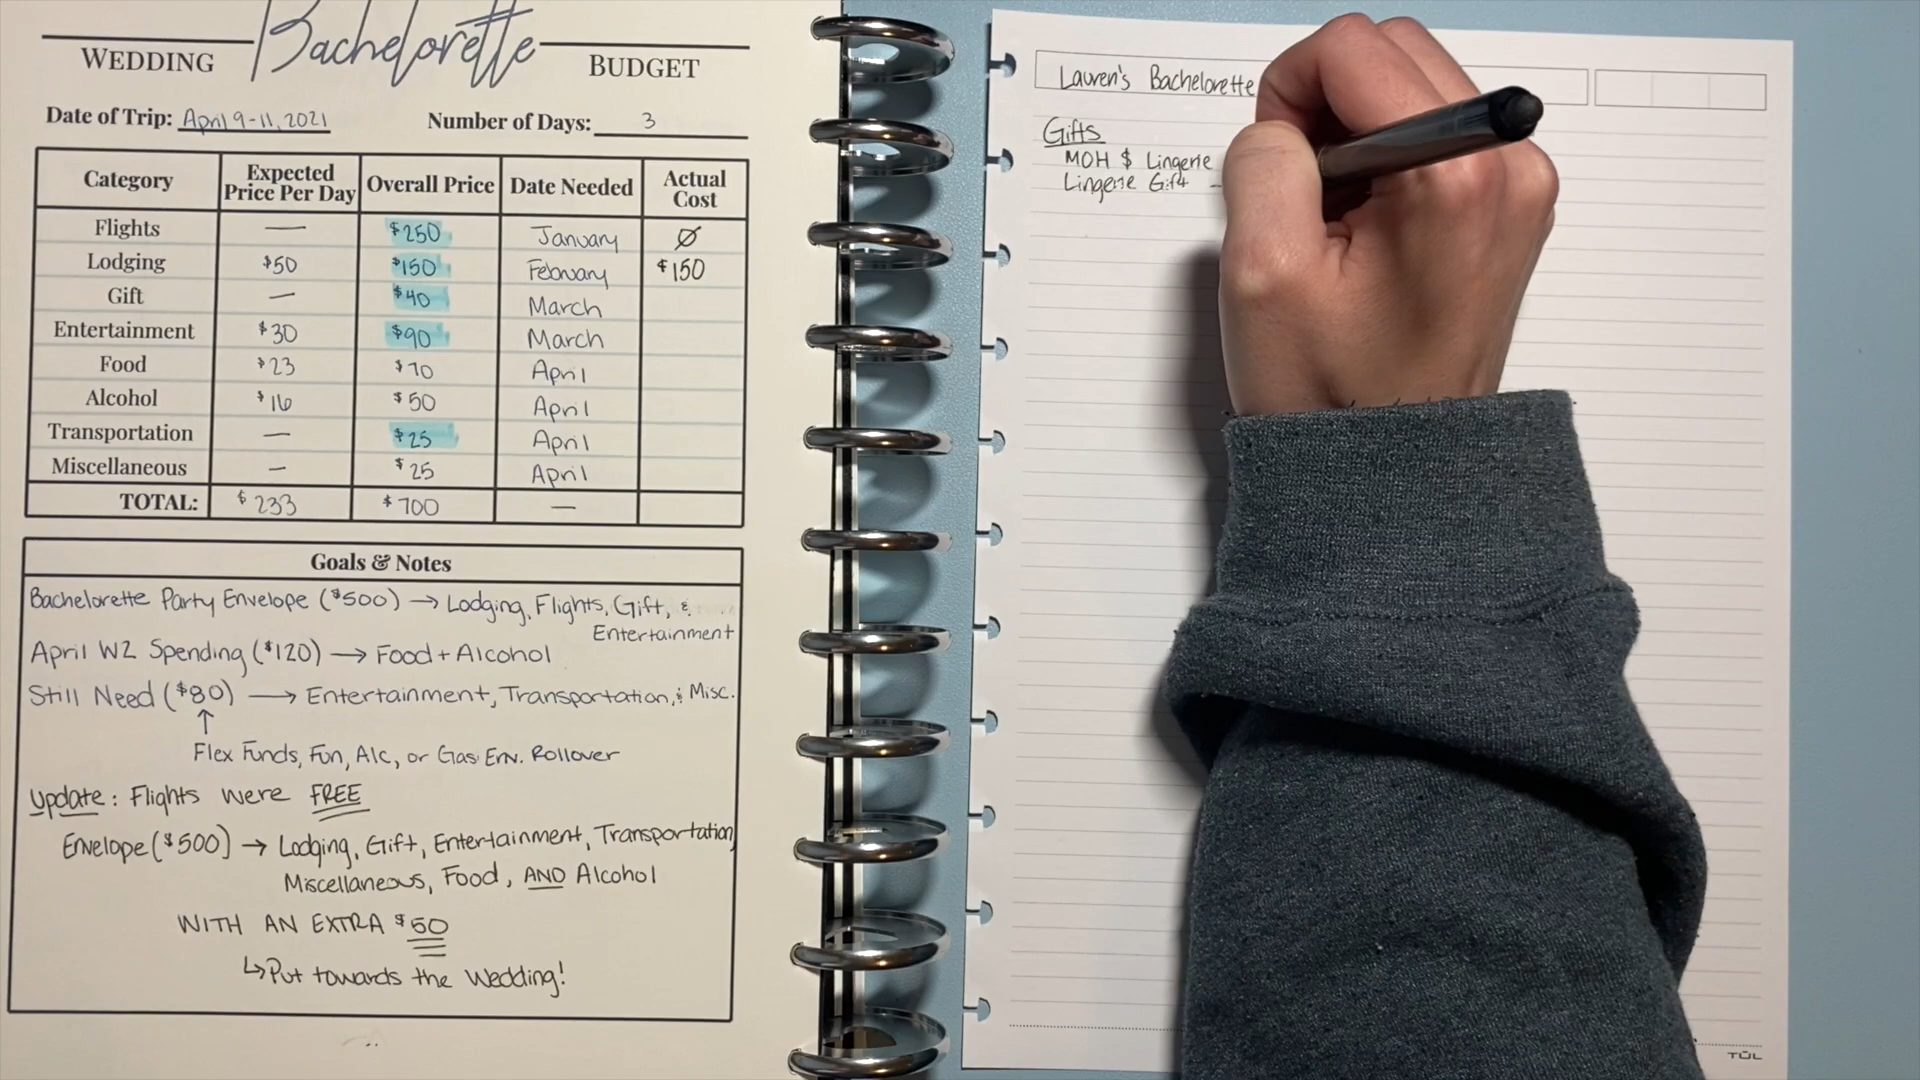 Bachelorette
WEDDING BUDGET
Date of Trip: April 9-11, 2021 Number of Days: 3
Category Expected Price Per Day Overall Price Date Needed Actual Cost
Flights — $250 January Ø
Lodging $50 $150 February $150
Gift — $40 March
Entertainment $30 $90 March
Food $23 $70 April
Alcohol $16 $50 April
Transportation — $25 April
Miscellaneous — $25 April
TOTAL: $233 $700 —
Goals & Notes
Bachelorette Party Envelope ($500) → Lodging, Flights, Gift, &
Entertainment
April W2 Spending ($120) → Food + Alcohol
Still Need ($80) → Entertainment, Transportation, & Misc.
↑
Flex Funds, Fun, Alc, or Gas Env. Rollover
Update: Flights were FREE
Envelope ($500) → Lodging, Gift, Entertainment, Transportation,
Miscellaneous, Food, AND Alcohol
WITH AN EXTRA $50
↳ Put towards the Wedding!
Lauren's Bachelorette
Gifts
MOH $ Lingerie
Lingerie Gift -
TUL